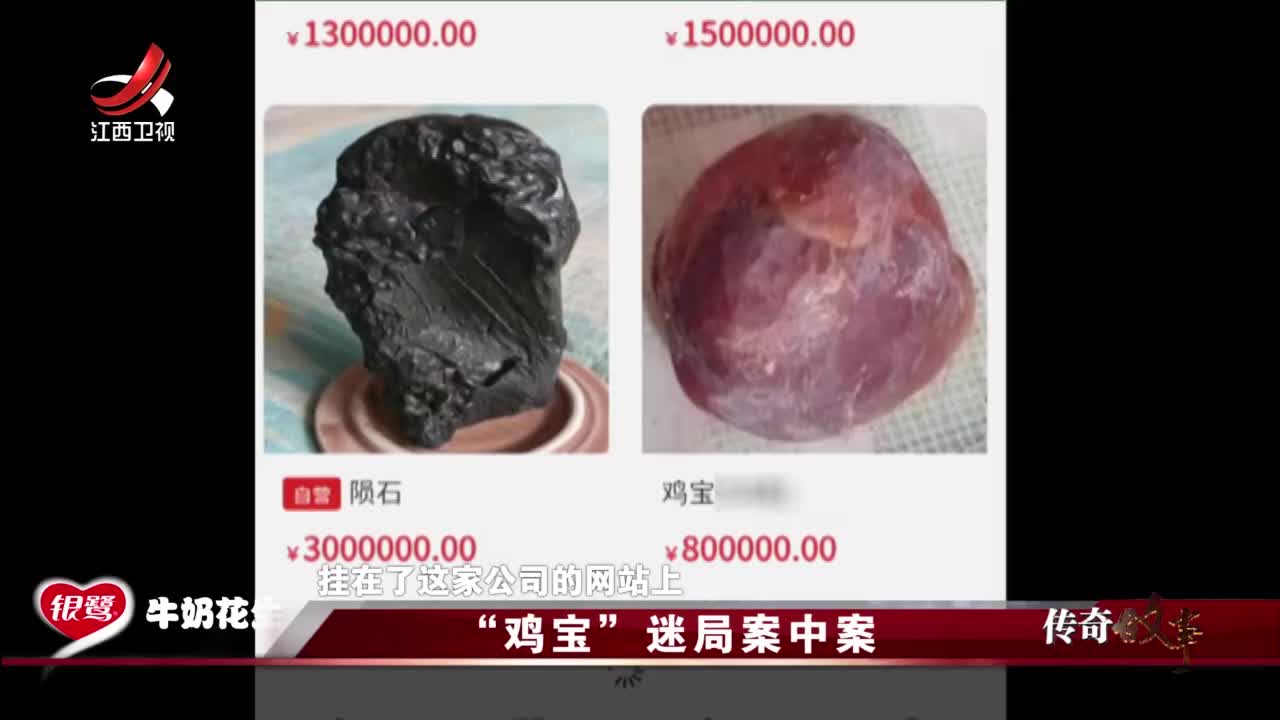 ¥1300000.00
¥1500000.00
江西卫视
自营 陨石
鸡宝
¥3000000.00
¥800000.00
挂在了这家公司的网站上
银鹭
牛奶花生
“鸡宝”迷局案中案
传奇故事